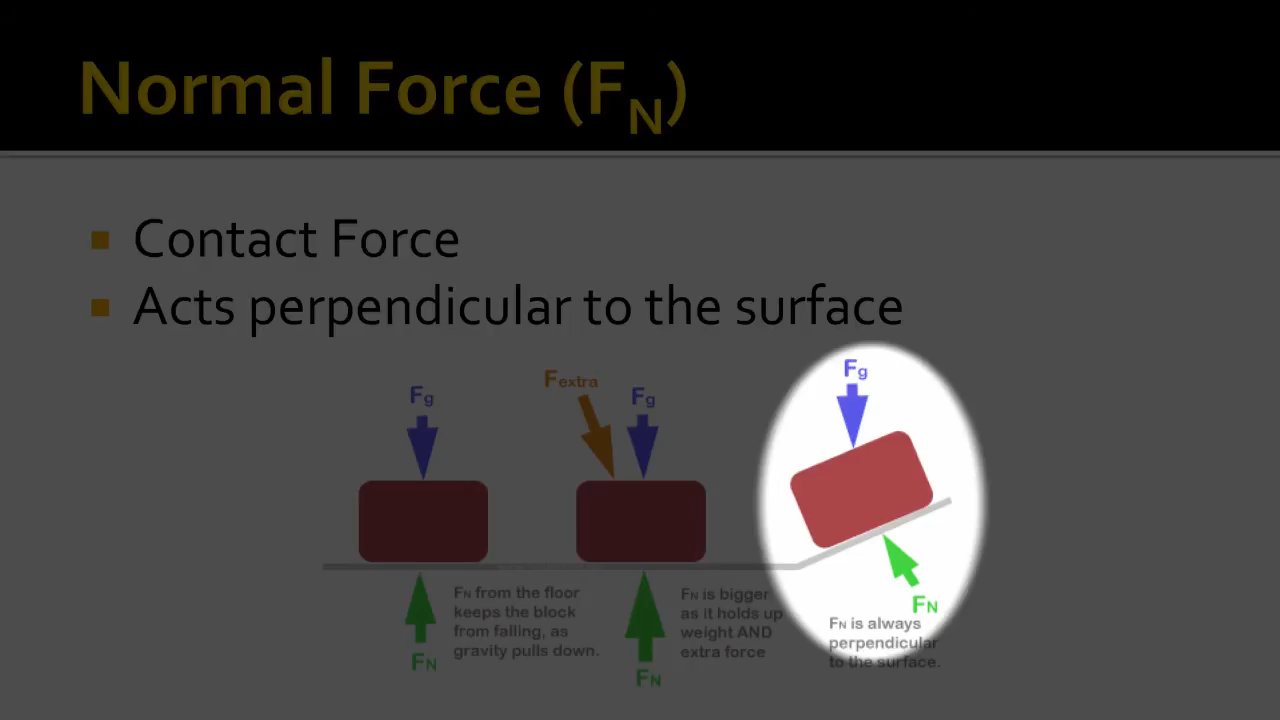 Normal Force (FN)
Contact Force
Acts perpendicular to the surface
Fg
Fextra
Fg
Fg
FN from the floor
keeps the block
from falling, as
gravity pulls down.
FN
FN is bigger
as it holds up
weight AND
extra force
FN
FN
FN is always
perpendicular
to the surface.